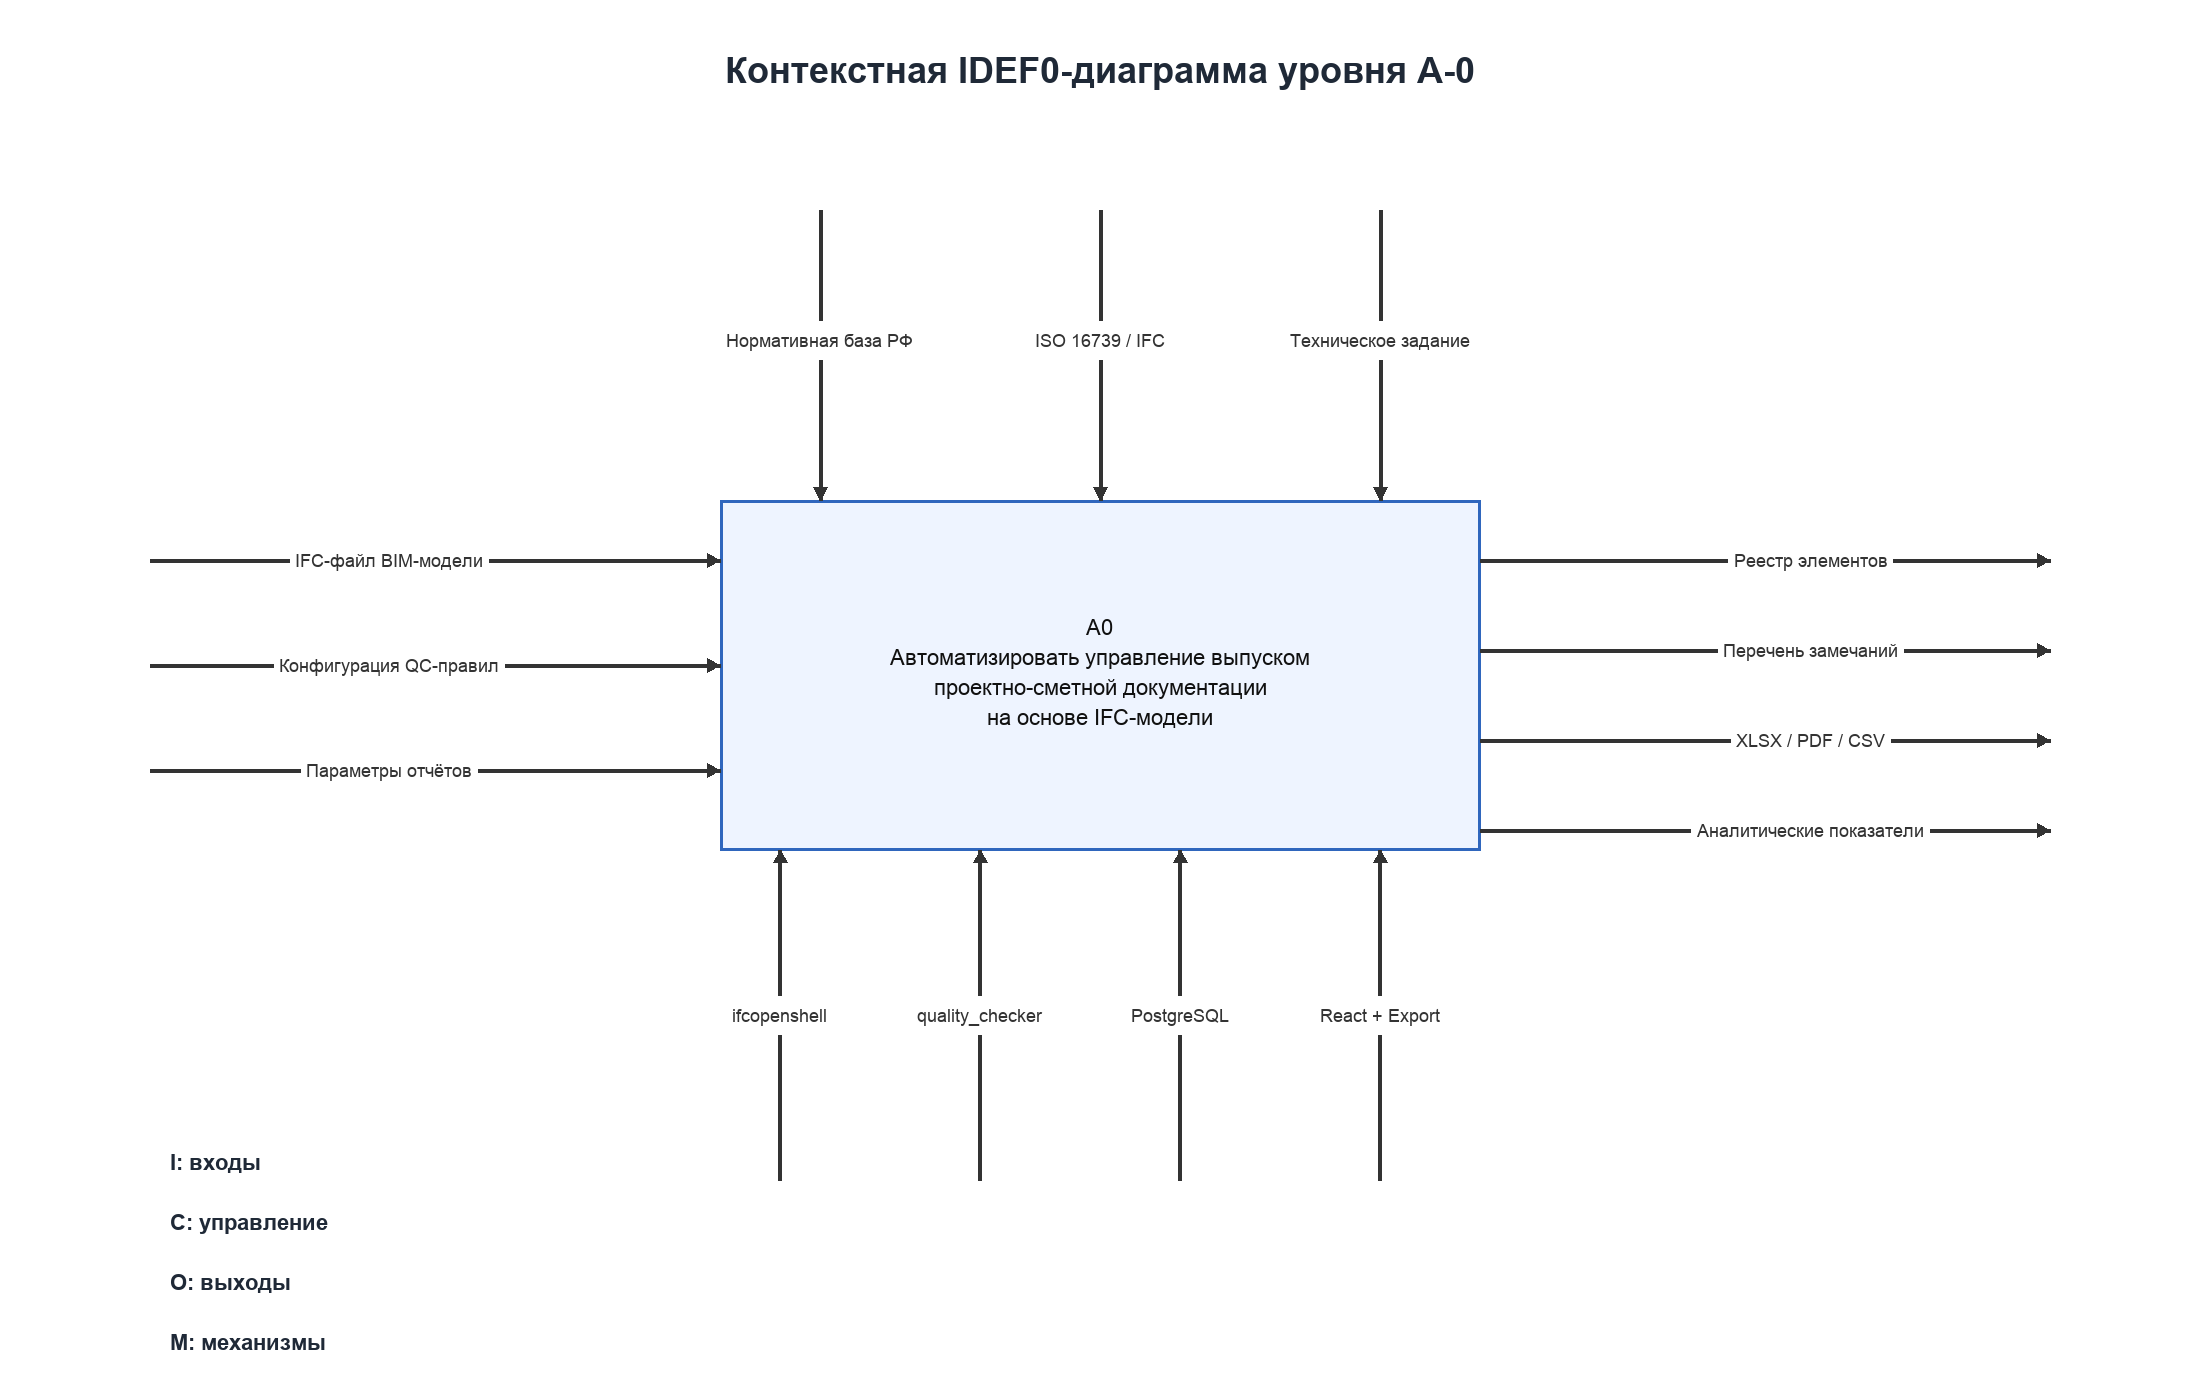 Контекстная IDEF0-диаграмма уровня A-0
Нормативная база РФ
ISO 16739 / IFC
Техническое задание
IFC-файл BIM-модели
Конфигурация QC-правил
Параметры отчётов
A0
Автоматизировать управление выпуском
проектно-сметной документации
на основе IFC-модели
Реестр элементов
Перечень замечаний
XLSX / PDF / CSV
Аналитические показатели
ifcopenshell
quality_checker
PostgreSQL
React + Export
I: входы
C: управление
O: выходы
M: механизмы